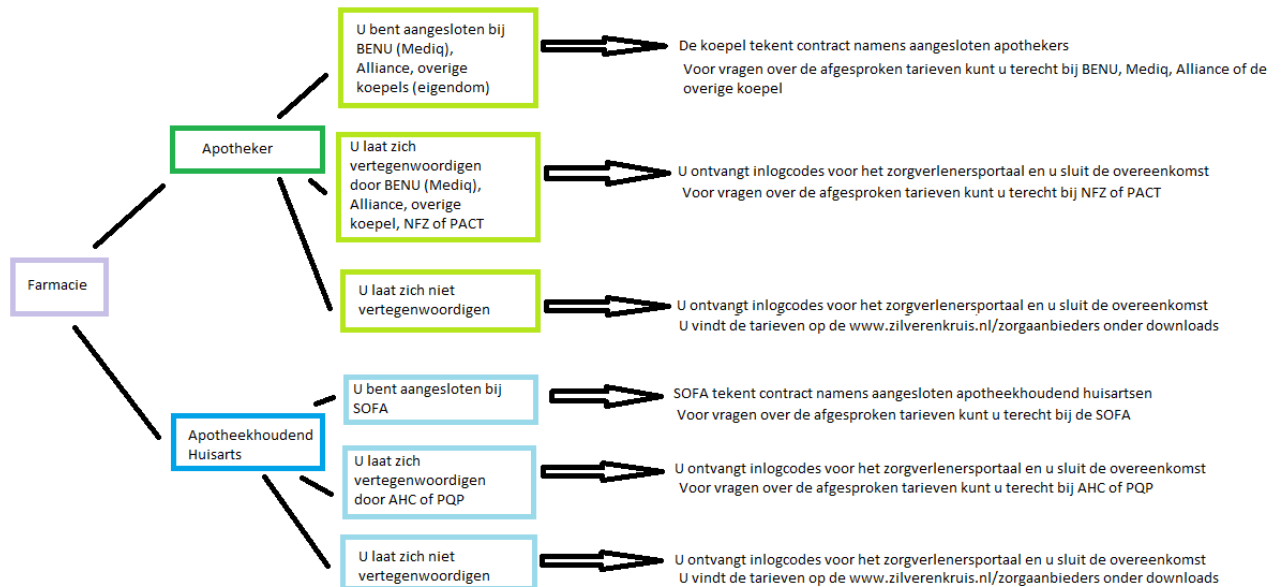 U bent aangesloten bij
BENU (Mediq),
Alliance, overige
koepels (eigendom)
De koepel tekent contract namens aangesloten apothekers
Voor vragen over de afgesproken tarieven kunt u terecht bij BENU, Mediq, Alliance of de
overige koepel
Apotheker
U laat zich
vertegenwoordigen
door BENU (Mediq),
Alliance, overige
koepel, NFZ of PACT
U ontvangt inlogcodes voor het zorgverlenersportaal en u sluit de overeenkomst
Voor vragen over de afgesproken tarieven kunt u terecht bij NFZ of PACT
Farmacie
U laat zich niet
vertegenwoordigen
U ontvangt inlogcodes voor het zorgverlenersportaal en u sluit de overeenkomst
U vindt de tarieven op de www.zilverenkruis.nl/zorgaanbieders onder downloads
U bent aangesloten bij
SOFA
SOFA tekent contract namens aangesloten apotheekhoudend huisartsen
Voor vragen over de afgesproken tarieven kunt u terecht bij de SOFA
Apotheekhoudend
Huisarts
U laat zich
vertegenwoordigen
door AHC of PQP
U ontvangt inlogcodes voor het zorgverlenersportaal en u sluit de overeenkomst
Voor vragen over de afgesproken tarieven kunt u terecht bij AHC of PQP
U laat zich niet
vertegenwoordigen
U ontvangt inlogcodes voor het zorgverlenersportaal en u sluit de overeenkomst
U vindt de tarieven op de www.zilverenkruis.nl/zorgaanbieders onder downloads